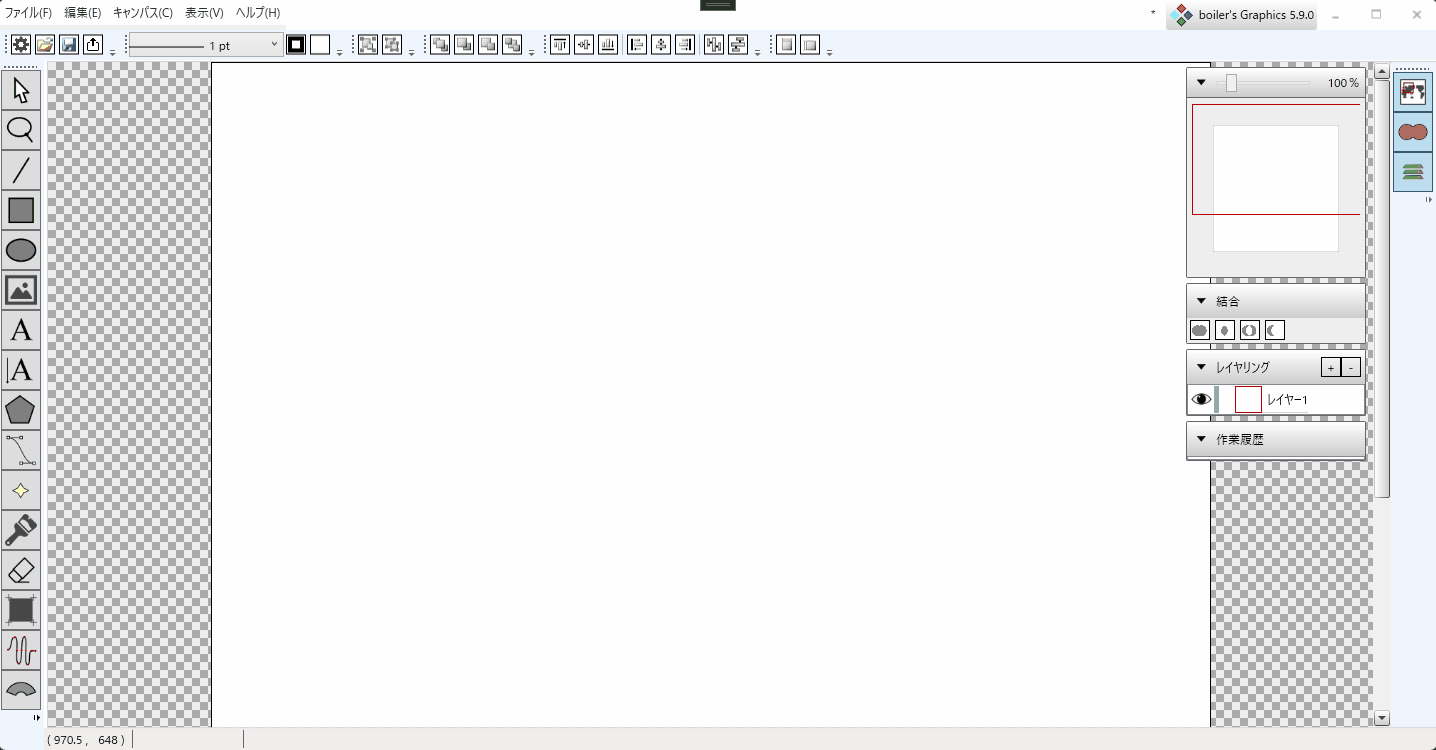 ファイル(F) 編集(E) キャンバス(C) 表示(V) ヘルプ(H)
* boiler's Graphics 5.9.0
1 pt
100 %
結合
レイヤリング + -
レイヤー1
作業履歴
A
A
( 970.5 , 648 )